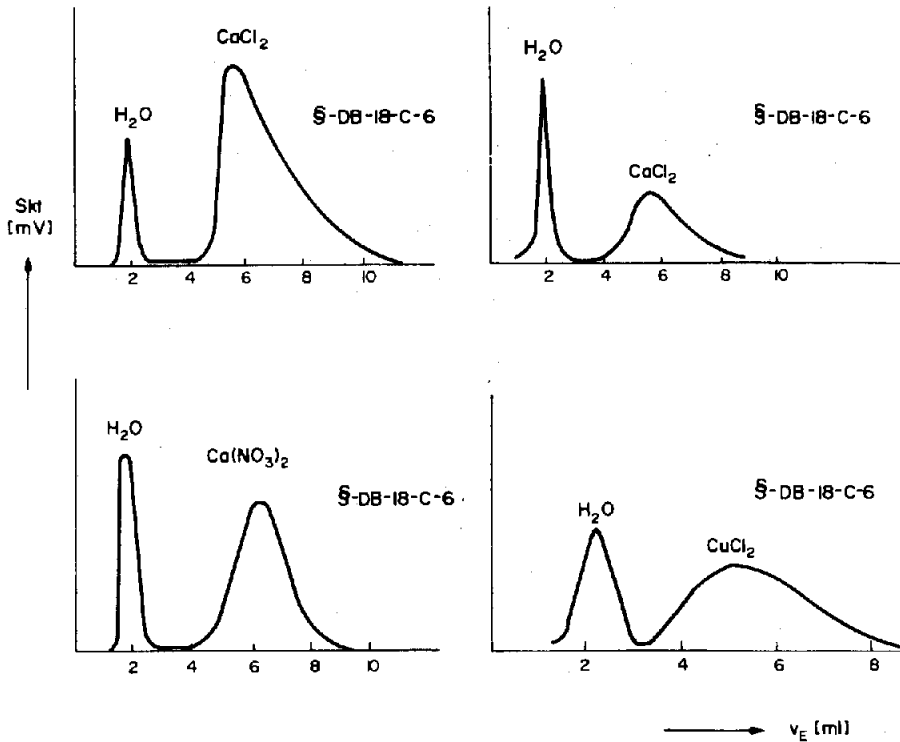 CaCl₂
H₂O
§-DB-18-C-6
2 4 6 8 10
H₂O
CaCl₂
§-DB-18-C-6
2 4 6 8 10
Skt
[mV]
H₂O
Ca(NO₃)₂
§-DB-18-C-6
2 4 6 8 10
H₂O
CuCl₂
§-DB-18-C-6
2 4 6 8
v_E [ml]